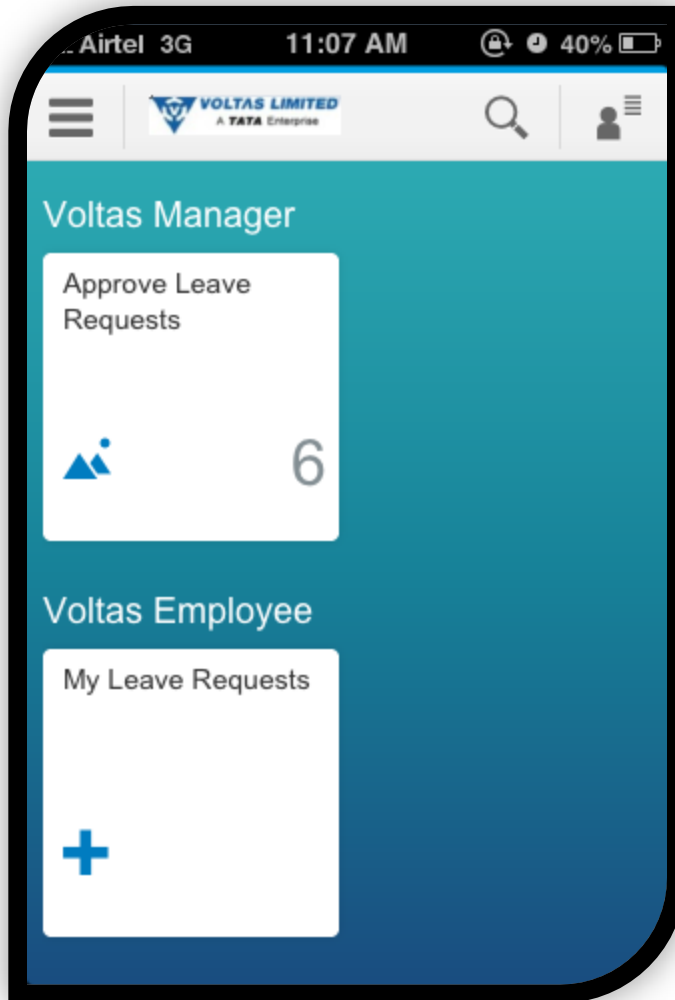 Airtel 3G 11:07 AM 40%
VOLTAS LIMITED
A TATA Enterprise
Voltas Manager
Approve Leave
Requests
6
Voltas Employee
My Leave Requests